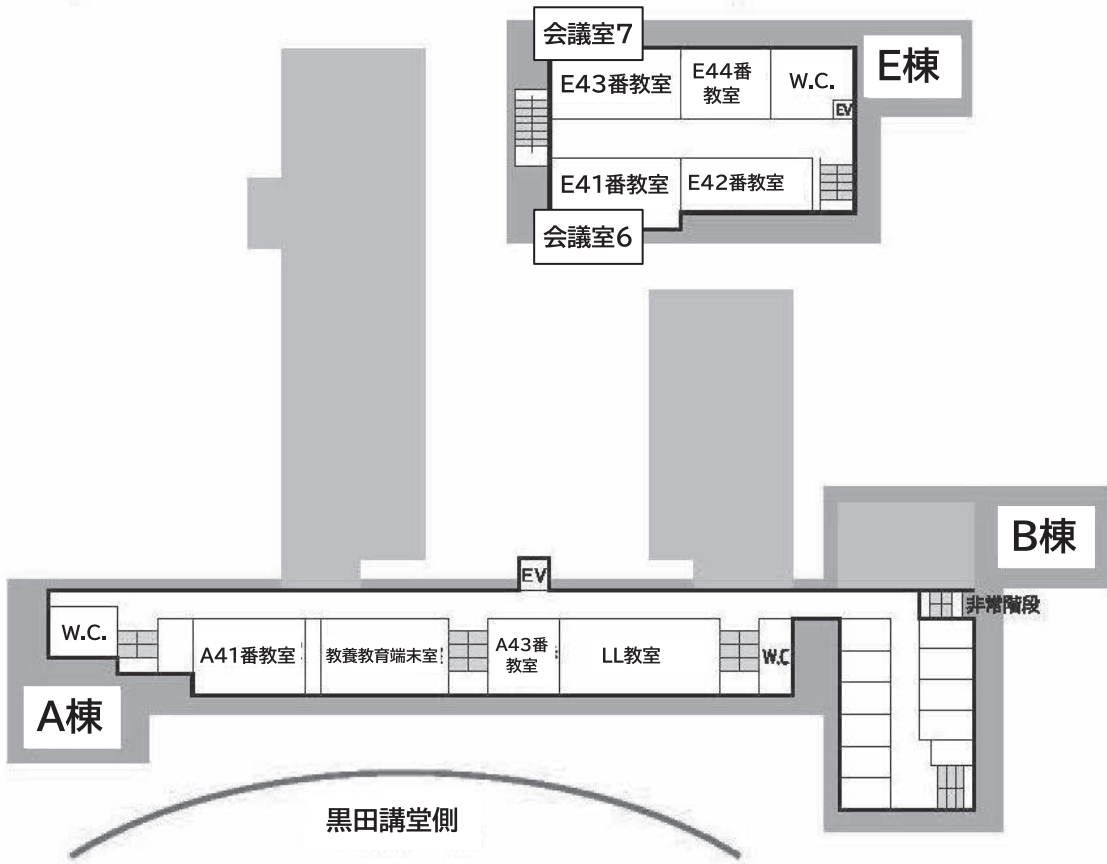 会議室7
E棟
E43番教室
E44番
教室
W.C.
EV
E41番教室
E42番教室
会議室6
B棟
EV
非常階段
W.C.
A41番教室
教養教育端末室
A43番
教室
LL教室
W.C
A棟
黒田講堂側